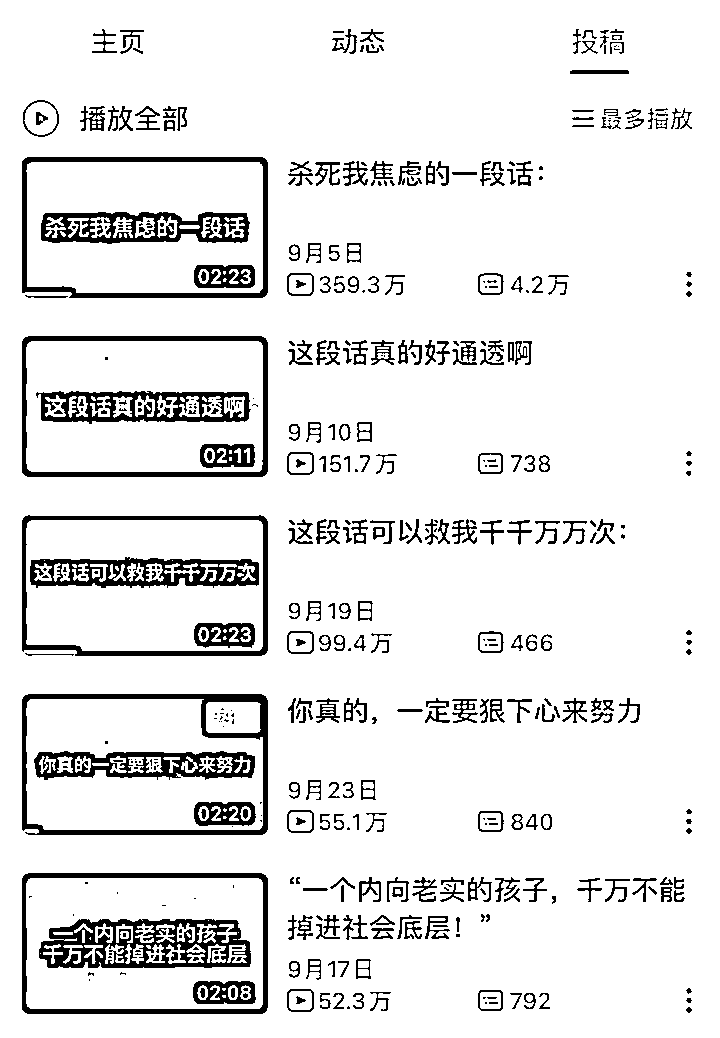 主页 动态 投稿
播放全部 最多播放
杀死我焦虑的一段话
02:23
杀死我焦虑的一段话：
9月5日
359.3万 4.2万
这段话真的好通透啊
02:11
这段话真的好通透啊
9月10日
151.7万 738
这段话可以救我千千万万次
02:23
这段话可以救我千千万万次：
9月19日
99.4万 466
你真的一定要狠下心来努力
02:20
你真的，一定要狠下心来努力
9月23日
55.1万 840
一个内向老实的孩子
千万不能掉进社会底层
02:08
“一个内向老实的孩子，千万不能
掉进社会底层！”
9月17日
52.3万 792